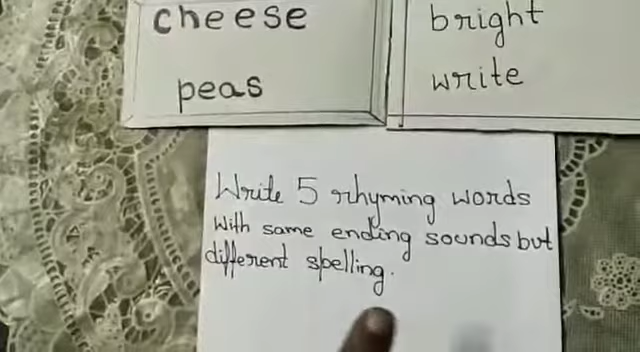 cheese
peas
bright
write
Write 5 rhyming words
with same ending sounds but
different spelling.